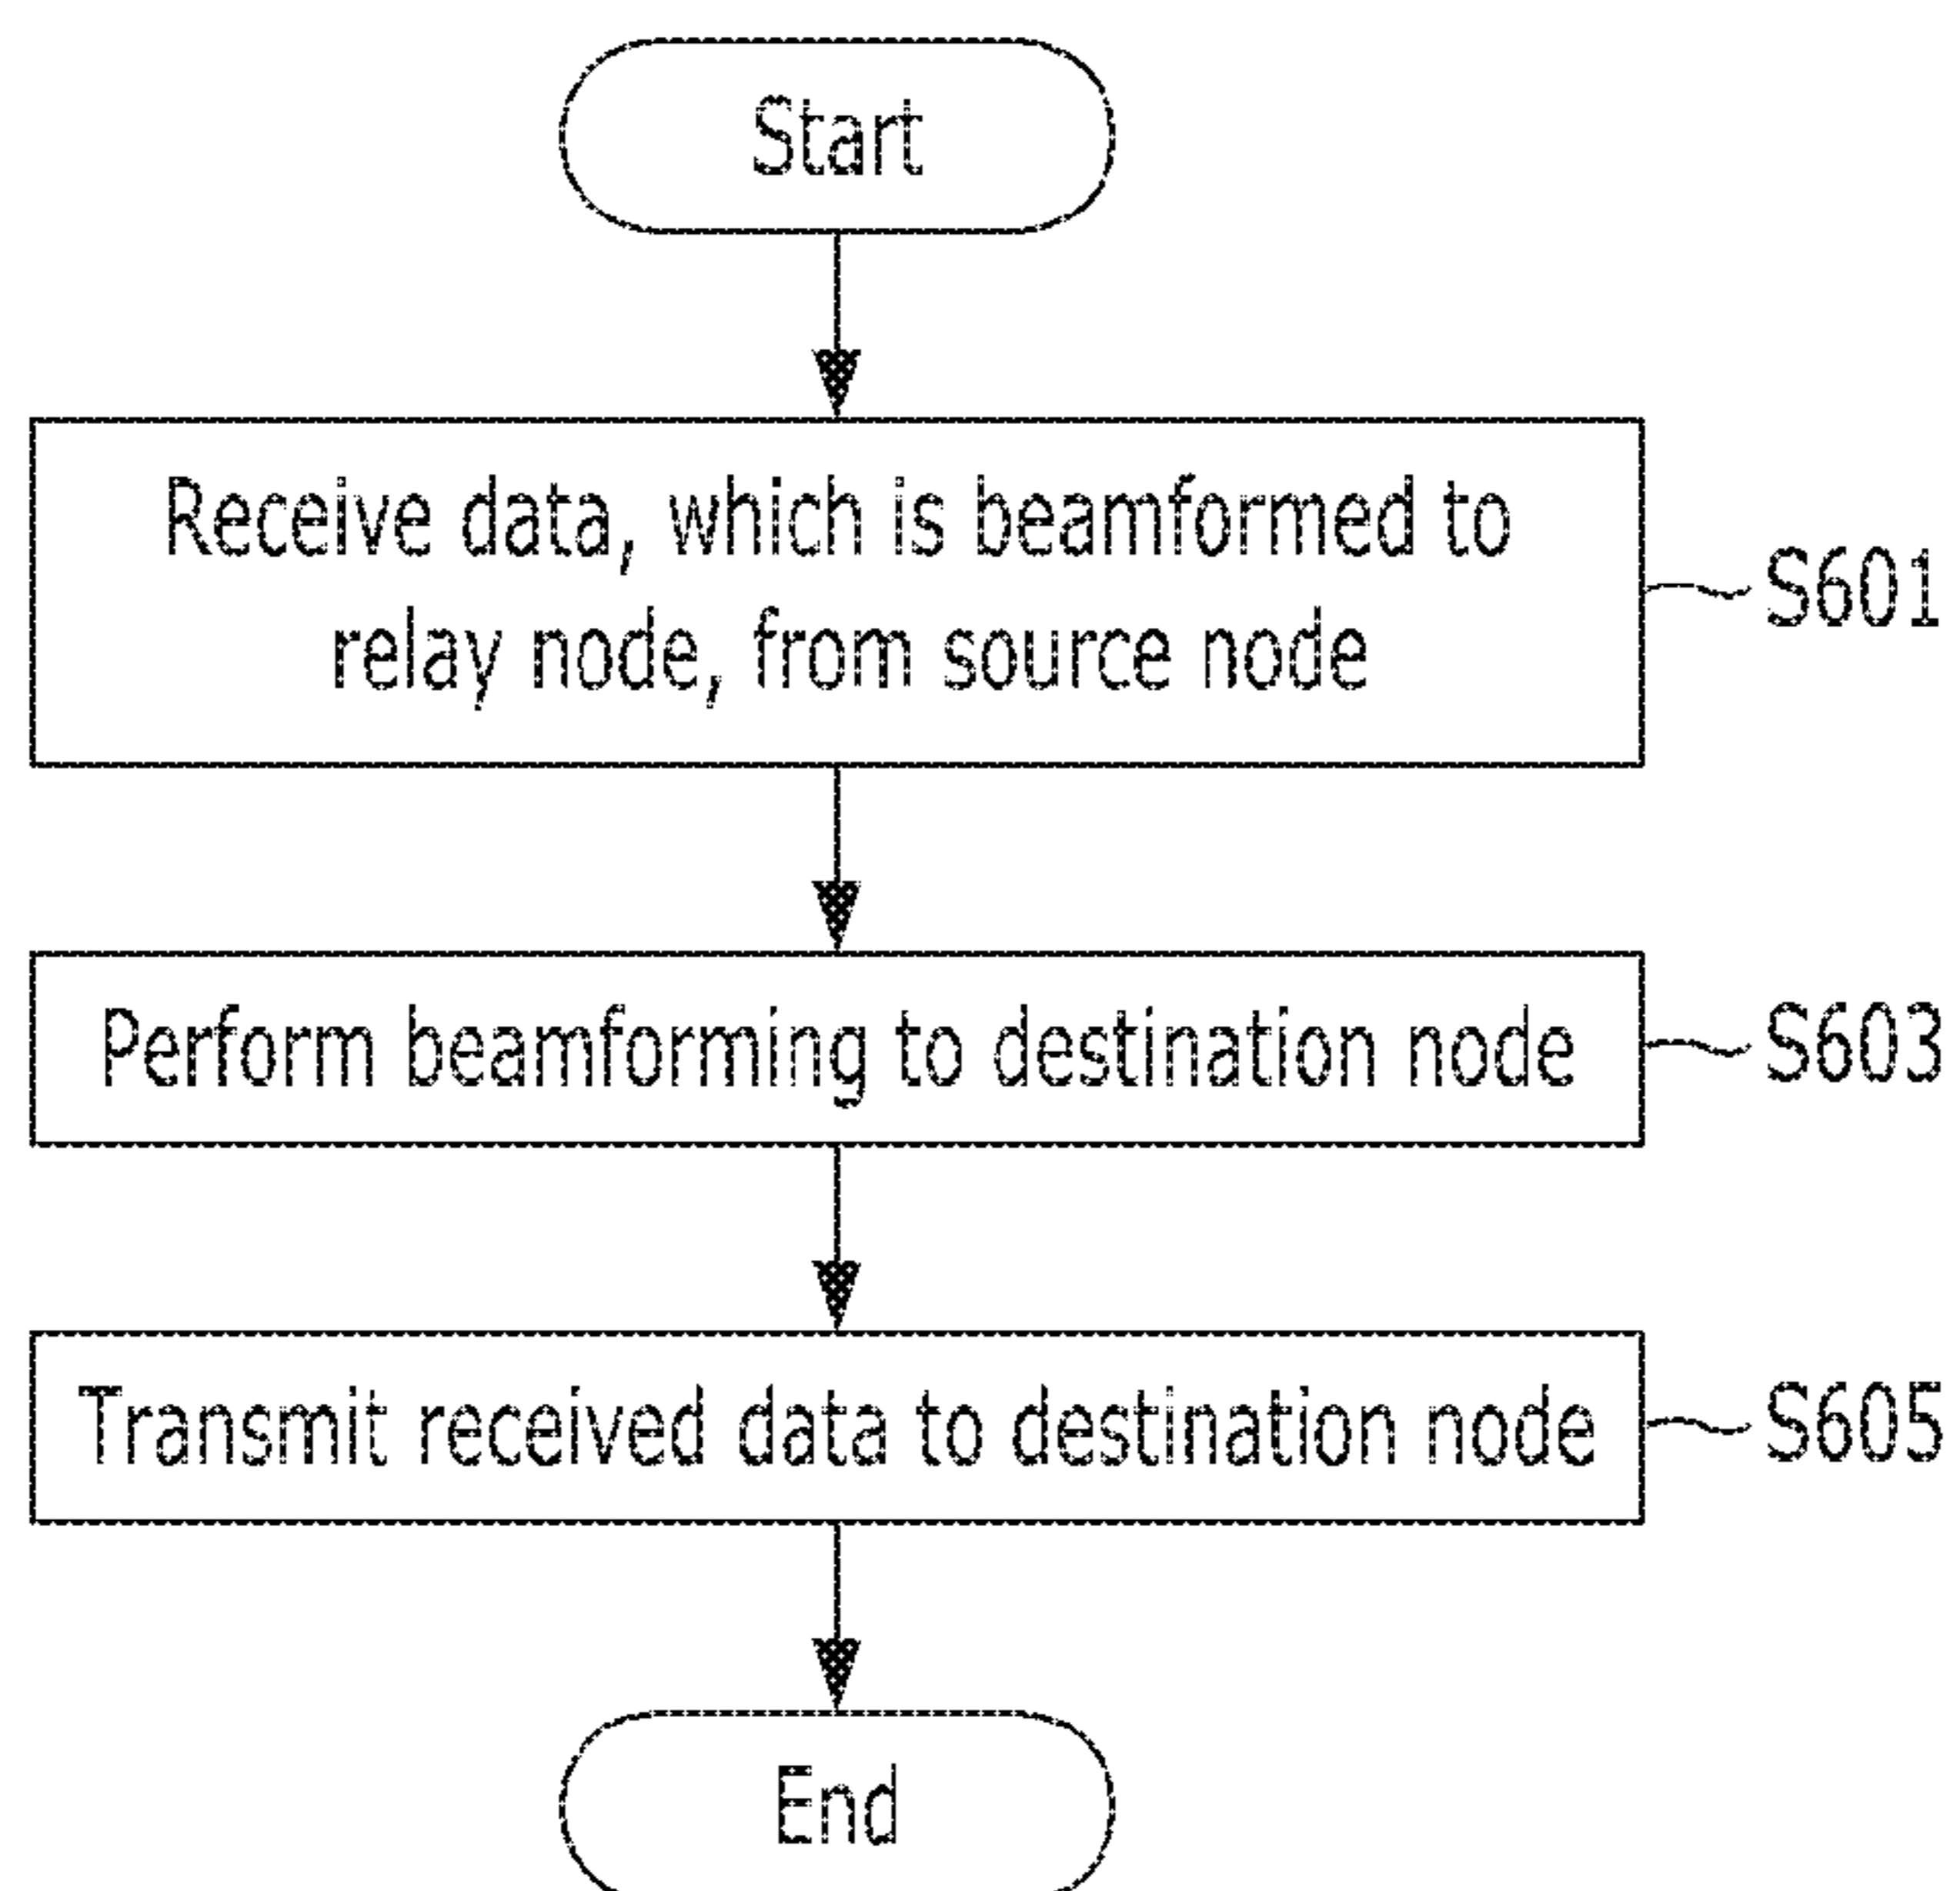 Start
Receive data, which is beamformed to
relay node, from source node
S601
Perform beamforming to destination node
S603
Transmit received data to destination node
S605
End